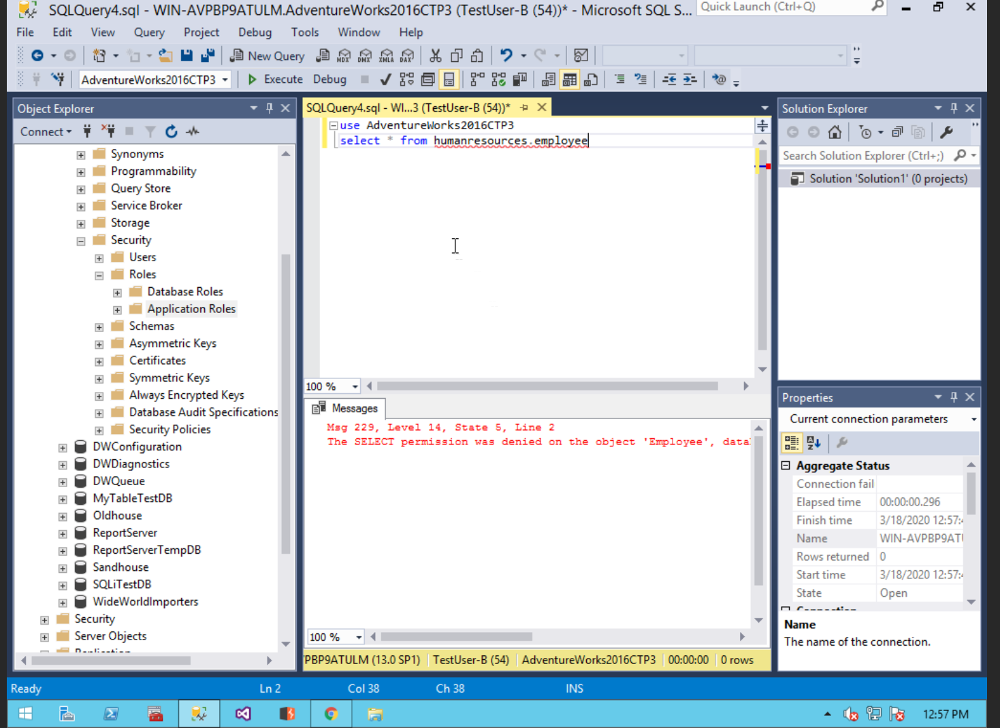 SQLQuery4.sql - WIN-AVPBP9ATULM.AdventureWorks2016CTP3 (TestUser-B (54))* - Microsoft SQL S...
Quick Launch (Ctrl+Q)
File Edit View Query Project Debug Tools Window Help
New Query
MDX DMX XMLA DAX
AdventureWorks2016CTP3
Execute Debug
Object Explorer
Connect
Synonyms
Programmability
Query Store
Service Broker
Storage
Security
Users
Roles
Database Roles
Application Roles
Schemas
Asymmetric Keys
Certificates
Symmetric Keys
Always Encrypted Keys
Database Audit Specifications
Security Policies
DWConfiguration
DWDiagnostics
DWQueue
MyTableTestDB
Oldhouse
ReportServer
ReportServerTempDB
Sandhouse
SQLiTestDB
WideWorldImporters
Security
Server Objects
Replication
SQLQuery4.sql - WI...3 (TestUser-B (54))*
use AdventureWorks2016CTP3
select * from humanresources.employee
100 %
Messages
Msg 229, Level 14, State 5, Line 2
The SELECT permission was denied on the object 'Employee', data
100 %
PBP9ATULM (13.0 SP1) TestUser-B (54) AdventureWorks2016CTP3 00:00:00 0 rows
Solution Explorer
Search Solution Explorer (Ctrl+;)
Solution 'Solution1' (0 projects)
Properties
Current connection parameters
Aggregate Status
Connection fail
Elapsed time 00:00:00.296
Finish time 3/18/2020 12:57:
Name WIN-AVPBP9AT
Rows returned 0
Start time 3/18/2020 12:57:
State Open
Connection
Name
The name of the connection.
Ready Ln 2 Col 38 Ch 38 INS
12:57 PM